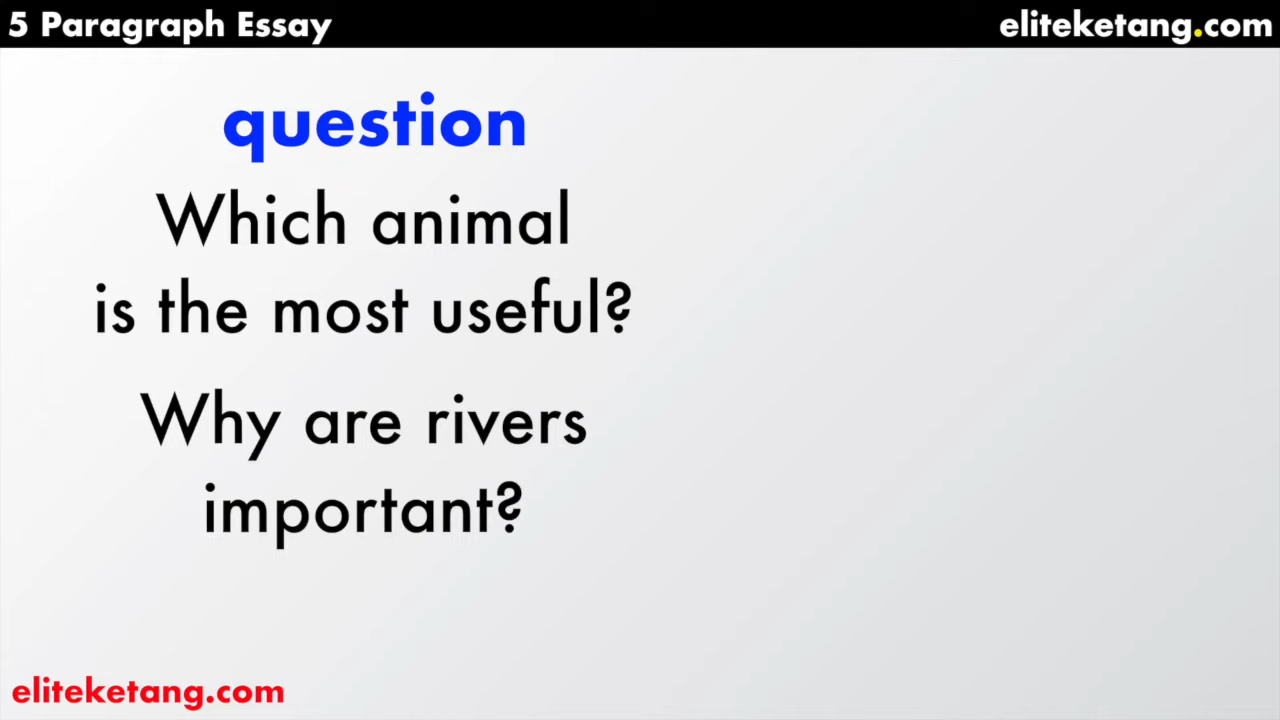 5 Paragraph Essay
eliteketang.com
question
Which animal
is the most useful?
Why are rivers
important?
eliteketang.com